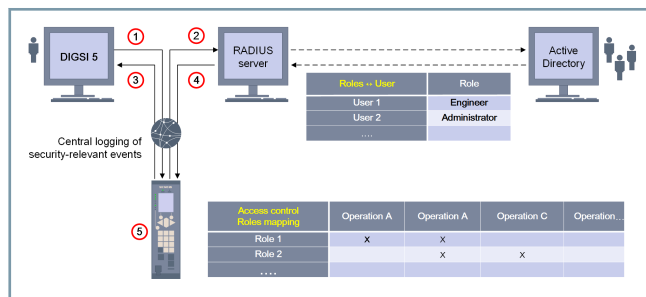 1
2
DIGSI 5
RADIUS
server
Active
Directory
3
4
Roles ↔ User
Role
User 1
Engineer
User 2
Administrator
....
Central logging of
security-relevant events
5
Access control
Roles mapping
Operation A
Operation A
Operation C
Operation...
Role 1
X
X
Role 2
X
X
....